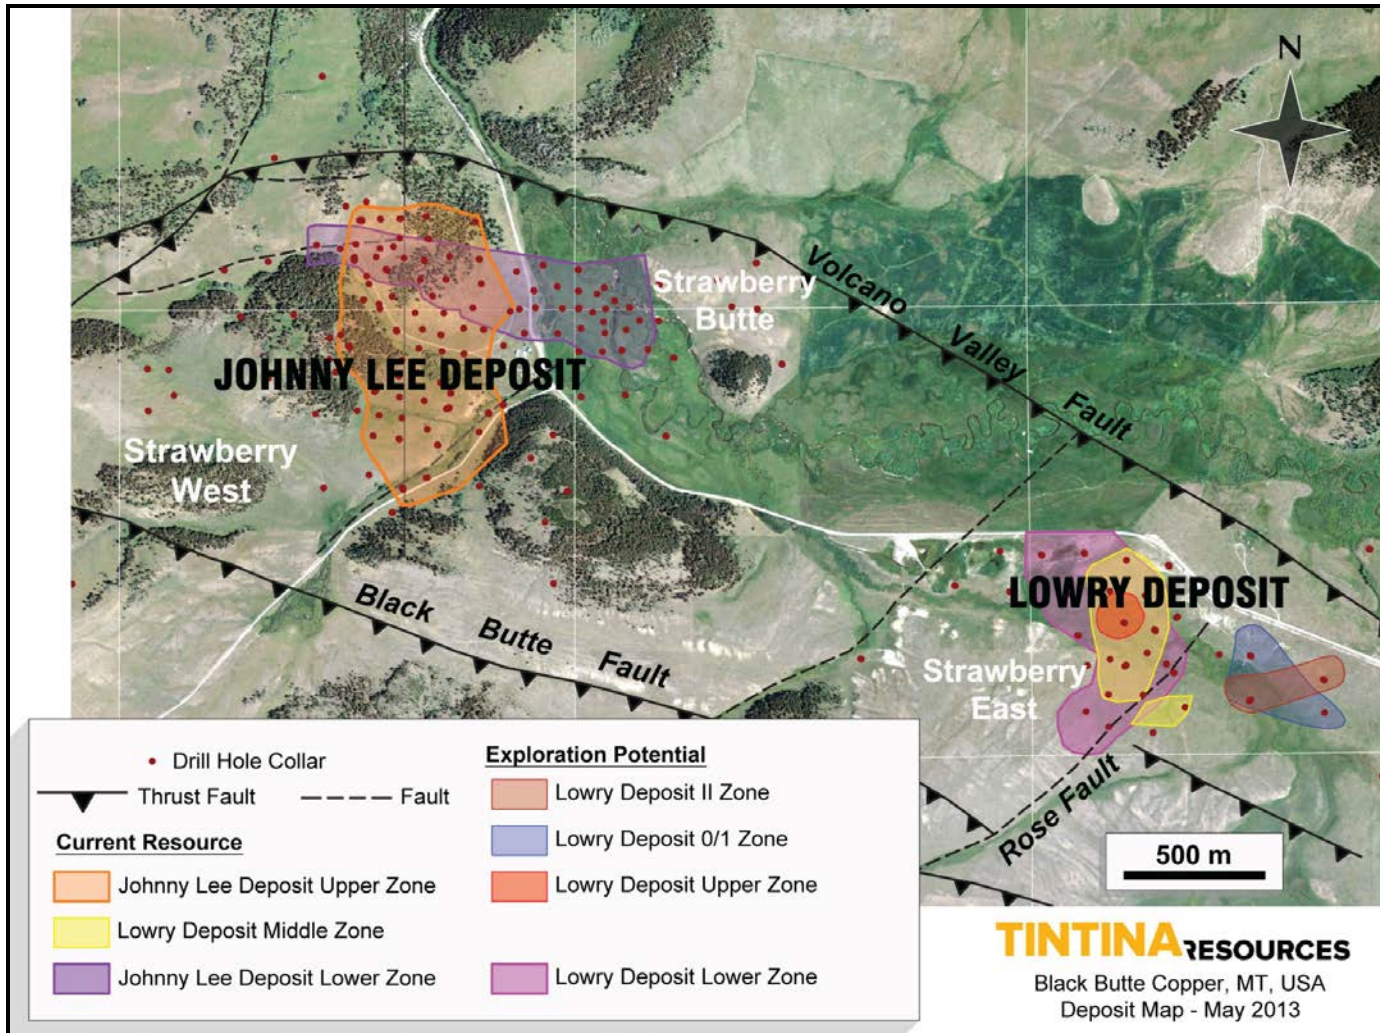 N
Volcano
Valley
Fault
Strawberry
Butte
JOHNNY LEE DEPOSIT
Strawberry
West
Black
Butte
Fault
LOWRY DEPOSIT
Strawberry
East
Rose Fault
500 m
Drill Hole Collar
Thrust Fault
Fault
Current Resource
Johnny Lee Deposit Upper Zone
Lowry Deposit Middle Zone
Johnny Lee Deposit Lower Zone
Exploration Potential
Lowry Deposit II Zone
Lowry Deposit 0/1 Zone
Lowry Deposit Upper Zone
Lowry Deposit Lower Zone
TINTINA RESOURCES
Black Butte Copper, MT, USA
Deposit Map - May 2013